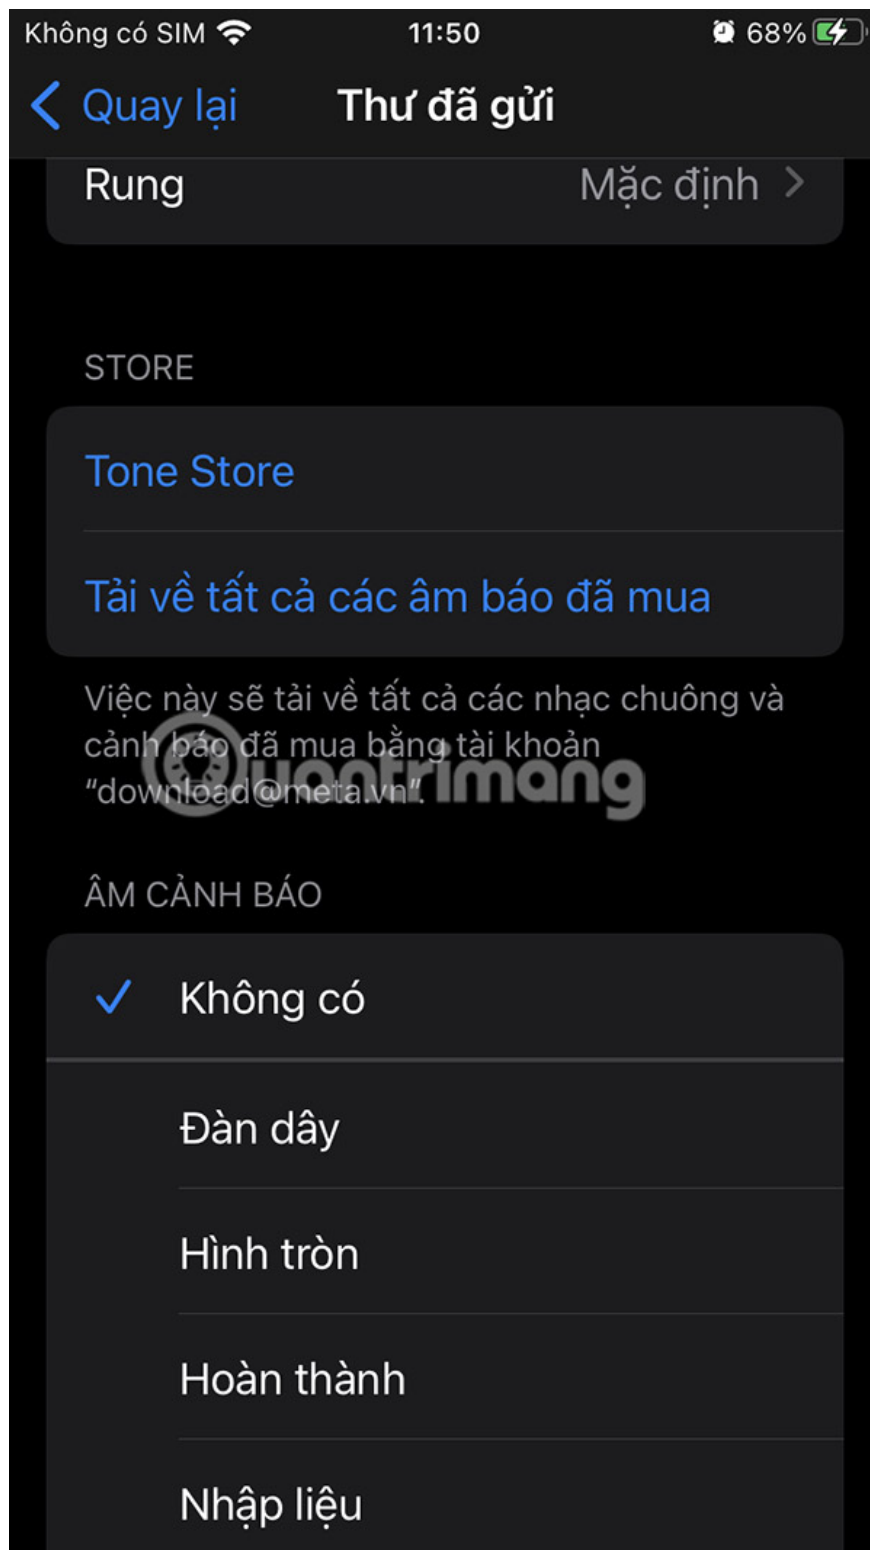 Không có SIM 11:50 68%
Quay lại Thư đã gửi
Rung Mặc định
STORE
Tone Store
Tải về tất cả các âm báo đã mua
Việc này sẽ tải về tất cả các nhạc chuông và
cảnh báo đã mua bằng tài khoản
“download@meta.vn”.
Quantrimang
ÂM CẢNH BÁO
Không có
Đàn dây
Hình tròn
Hoàn thành
Nhập liệu